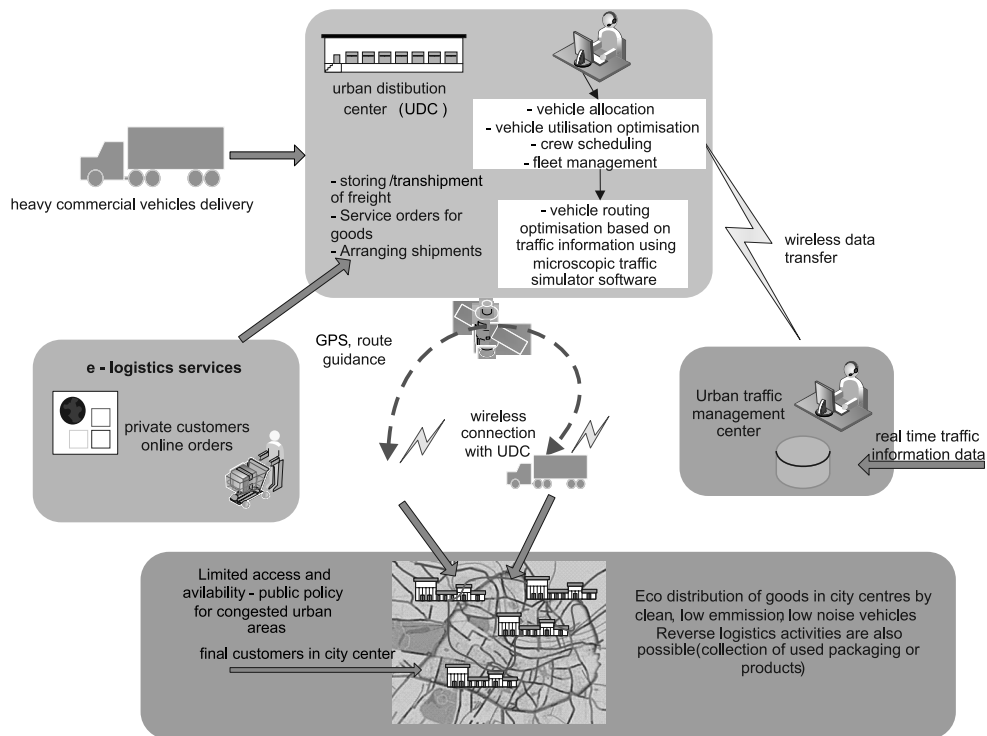 urban distibution
center (UDC)
- vehicle allocation
- vehicle utilisation optimisation
- crew scheduling
- fleet management
heavy commercial vehicles delivery
- storing /transhipment
of freight
- Service orders for
goods
- Arranging shipments
- vehicle routing
optimisation based on
traffic information using
microscopic traffic
simulator software
wireless data
transfer
GPS, route
guidance
e - logistics services
private customers
online orders
wireless
connection
with UDC
Urban traffic
management
center
real time traffic
information data
Limited access and
avilability - public policy
for congested urban
areas
final customers in city center
Eco distribution of goods in city centres by
clean, low emmission, low noise vehicles
Reverse logistics activities are also
possible(collection of used packaging or
products)